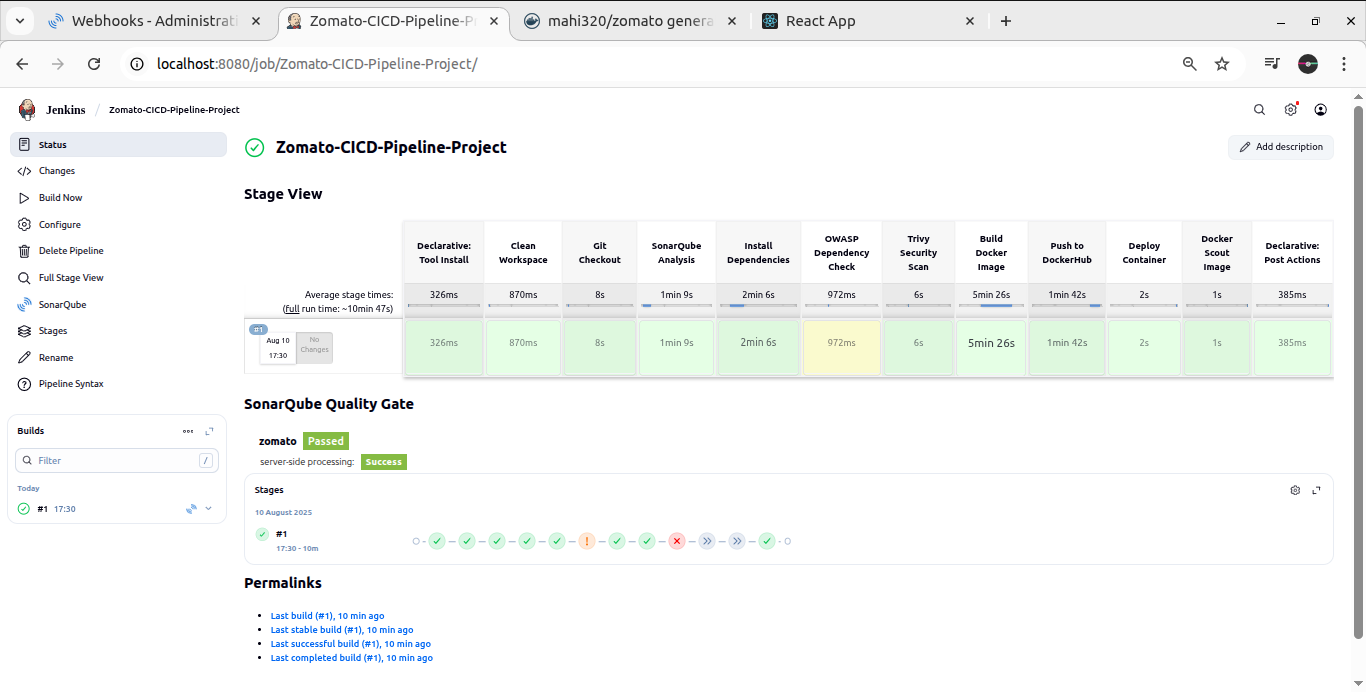 Webhooks - Administrati
Zomato-CICD-Pipeline-P
mahi320/zomato genera
React App
localhost:8080/job/Zomato-CICD-Pipeline-Project/
Jenkins / Zomato-CICD-Pipeline-Project
Status
Changes
Build Now
Configure
Delete Pipeline
Full Stage View
SonarQube
Stages
Rename
Pipeline Syntax
Builds
Filter /
Today
#1 17:30
Zomato-CICD-Pipeline-Project
Add description
Stage View
Declarative: Tool Install
Clean Workspace
Git Checkout
SonarQube Analysis
Install Dependencies
OWASP Dependency Check
Trivy Security Scan
Build Docker Image
Push to DockerHub
Deploy Container
Docker Scout Image
Declarative: Post Actions
Average stage times:
(full run time: ~10min 47s)
326ms 870ms 8s 1min 9s 2min 6s 972ms 6s 5min 26s 1min 42s 2s 1s 385ms
#1
Aug 10
17:30
No
Changes
326ms 870ms 8s 1min 9s 2min 6s 972ms 6s 5min 26s 1min 42s 2s 1s 385ms
SonarQube Quality Gate
zomato Passed
server-side processing: Success
Stages
10 August 2025
#1
17:30 - 10m
Permalinks
Last build (#1), 10 min ago
Last stable build (#1), 10 min ago
Last successful build (#1), 10 min ago
Last completed build (#1), 10 min ago